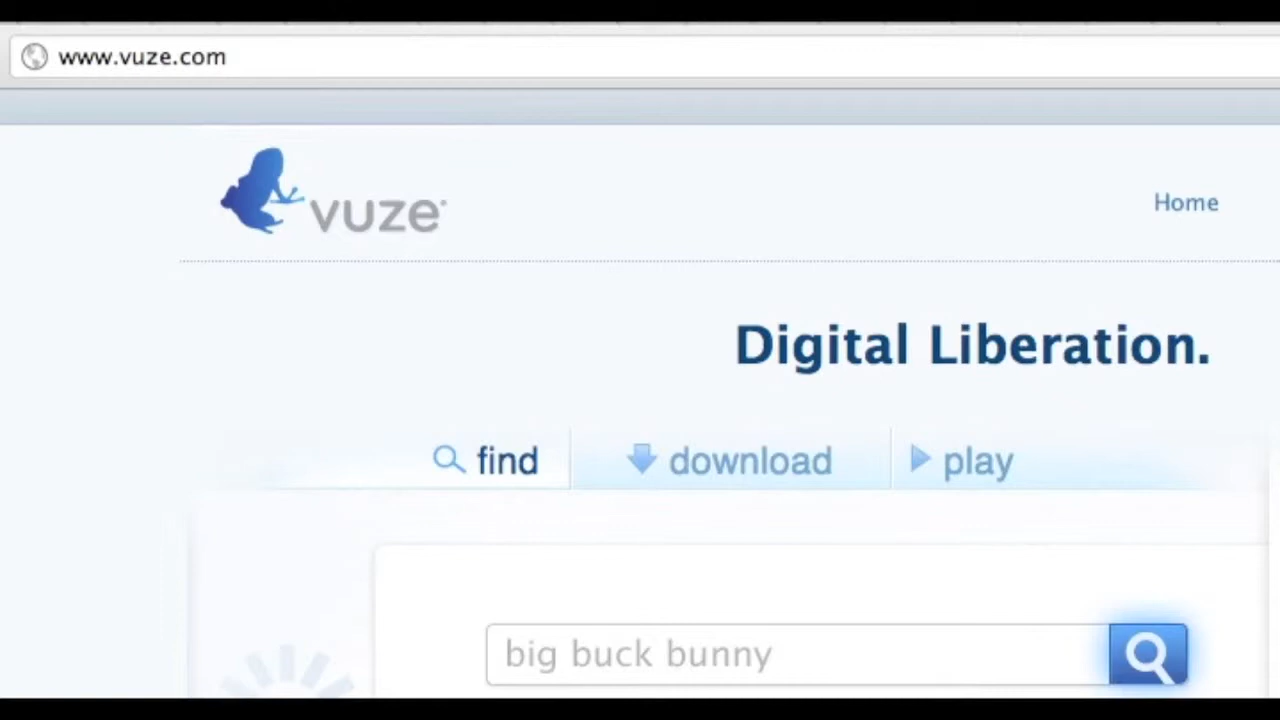 www.vuze.com
vuze
Home
Digital Liberation.
find download play
big buck bunny